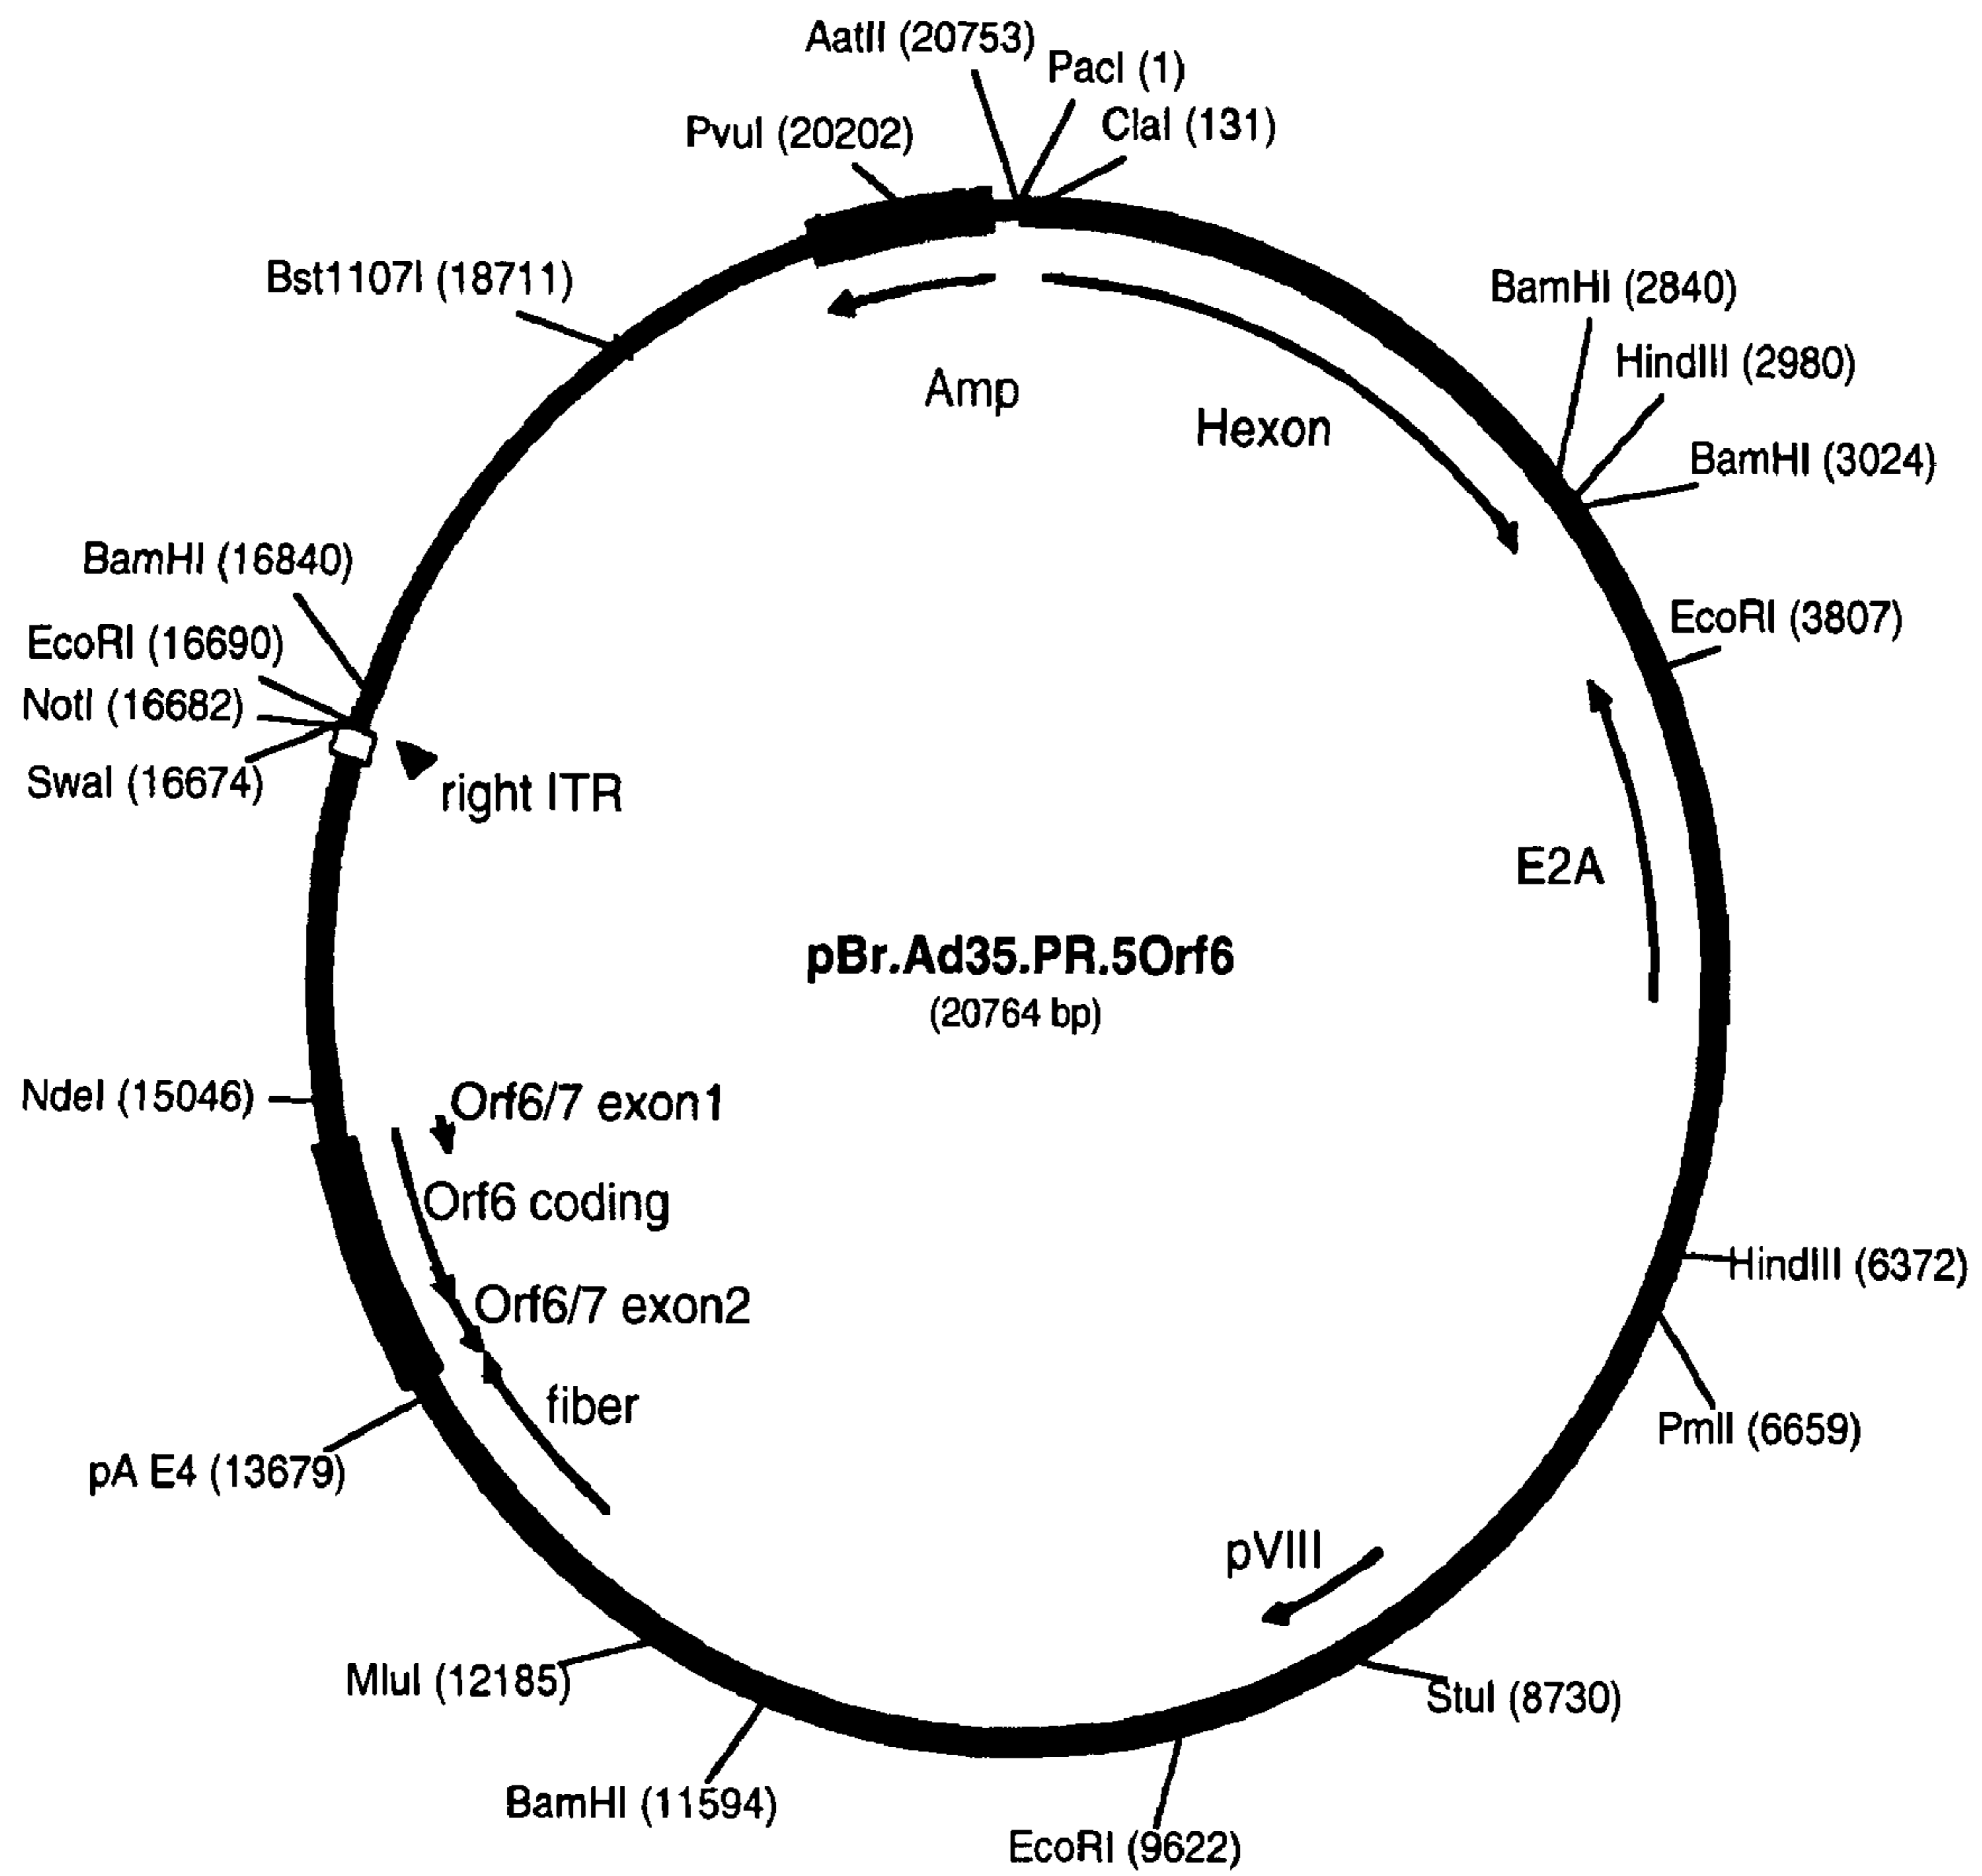 AatII (20753)
PacI (1)
ClaI (131)
PvuI (20202)
Bst1107I (18711)
BamHI (2840)
HindIII (2980)
BamHI (3024)
Amp
Hexon
BamHI (16840)
EcoRI (16690)
NotI (16682)
SwaI (16674)
right ITR
EcoRI (3807)
E2A
pBr.Ad35.PR.5Orf6
(20764 bp)
NdeI (15046)
Orf6/7 exon1
Orf6 coding
Orf6/7 exon2
fiber
pA E4 (13679)
HindIII (6372)
PmlI (6659)
pVIII
StuI (8730)
MluI (12185)
BamHI (11594)
EcoRI (9622)